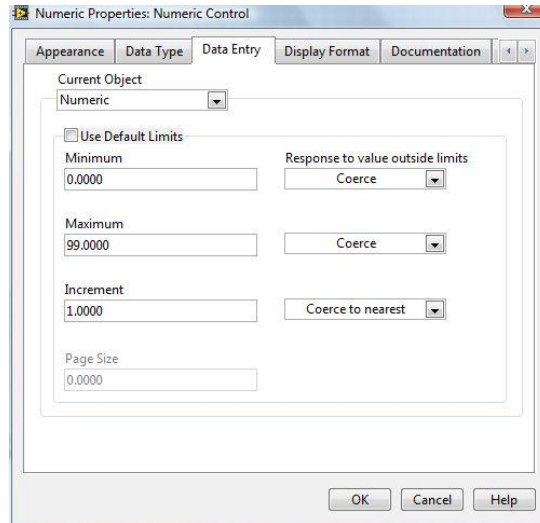 Numeric Properties: Numeric Control
Appearance Data Type Data Entry Display Format Documentation
Current Object
Numeric
Use Default Limits
Minimum Response to value outside limits
0.0000 Coerce
Maximum
99.0000 Coerce
Increment
1.0000 Coerce to nearest
Page Size
0.0000
OK Cancel Help